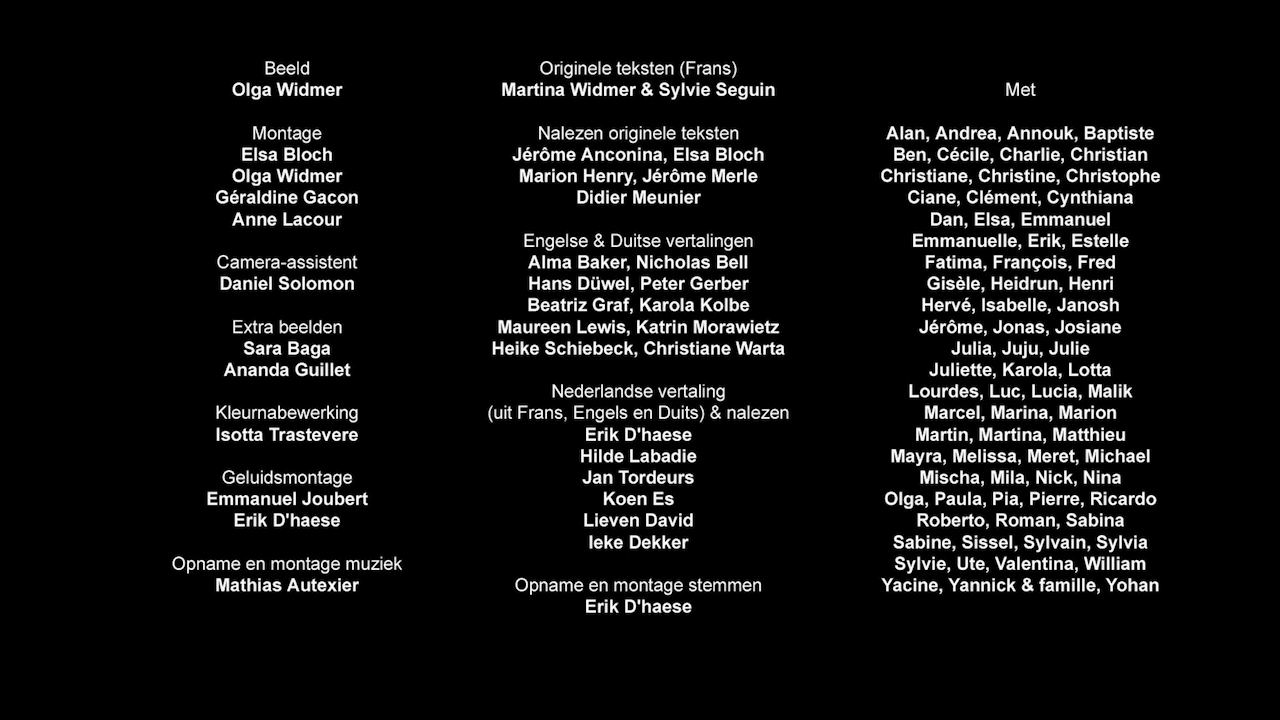 Beeld
Olga Widmer
Montage
Elsa Bloch
Olga Widmer
Géraldine Gacon
Anne Lacour
Camera-assistent
Daniel Solomon
Extra beelden
Sara Baga
Ananda Guillet
Kleurnabewerking
Isotta Trastevere
Geluidsmontage
Emmanuel Joubert
Erik D'haese
Opname en montage muziek
Mathias Autexier
Originele teksten (Frans)
Martina Widmer & Sylvie Seguin
Nalezen originele teksten
Jérôme Anconina, Elsa Bloch
Marion Henry, Jérôme Merle
Didier Meunier
Engelse & Duitse vertalingen
Alma Baker, Nicholas Bell
Hans Düwel, Peter Gerber
Beatriz Graf, Karola Kolbe
Maureen Lewis, Katrin Morawietz
Heike Schiebeck, Christiane Warta
Nederlandse vertaling
(uit Frans, Engels en Duits) & nalezen
Erik D'haese
Hilde Labadie
Jan Tordeurs
Koen Es
Lieven David
Ieke Dekker
Opname en montage stemmen
Erik D'haese
Met
Alan, Andrea, Annouk, Baptiste
Ben, Cécile, Charlie, Christian
Christiane, Christine, Christophe
Ciane, Clément, Cynthiana
Dan, Elsa, Emmanuel
Emmanuelle, Erik, Estelle
Fatima, François, Fred
Gisèle, Heidrun, Henri
Hervé, Isabelle, Janosh
Jérôme, Jonas, Josiane
Julia, Juju, Julie
Juliette, Karola, Lotta
Lourdes, Luc, Lucia, Malik
Marcel, Marina, Marion
Martin, Martina, Matthieu
Mayra, Melissa, Meret, Michael
Mischa, Mila, Nick, Nina
Olga, Paula, Pia, Pierre, Ricardo
Roberto, Roman, Sabina
Sabine, Sissel, Sylvain, Sylvia
Sylvie, Ute, Valentina, William
Yacine, Yannick & famille, Yohan